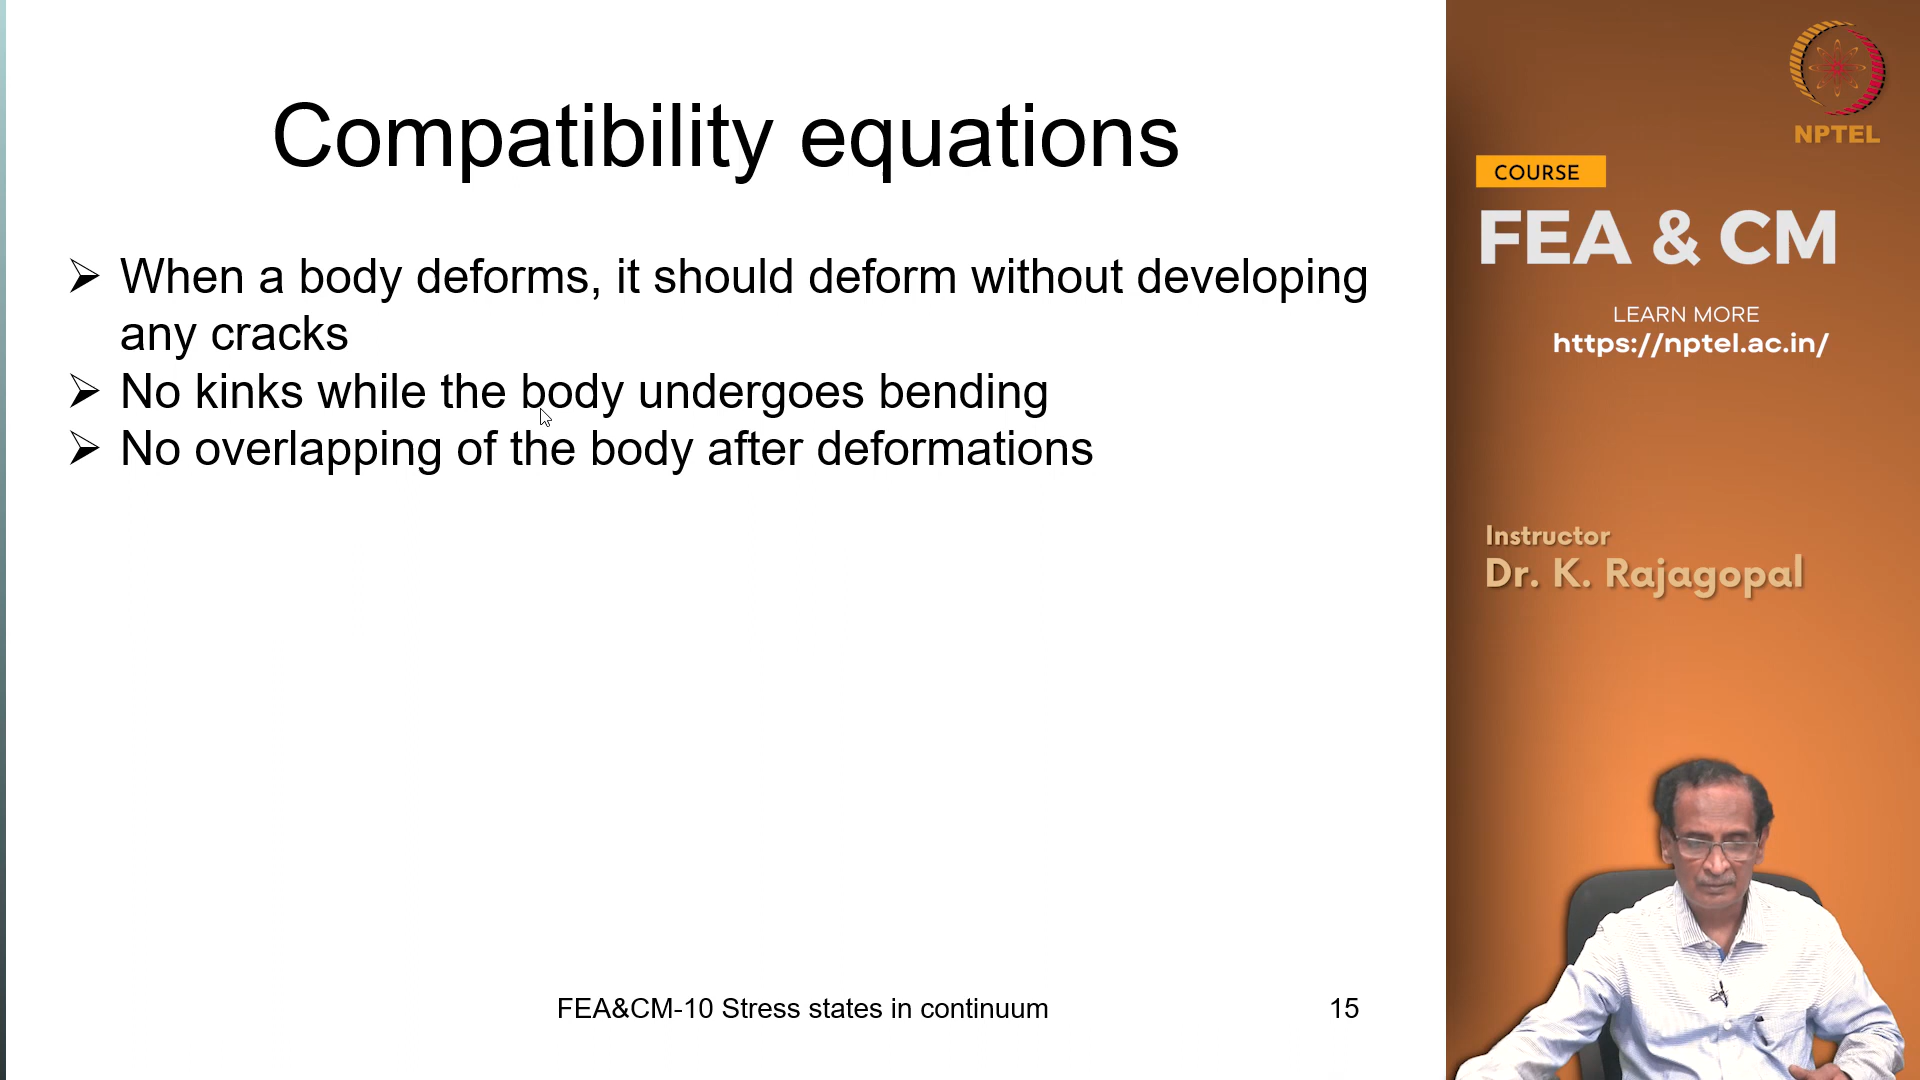 Compatibility equations
➢ When a body deforms, it should deform without developing
any cracks
➢ No kinks while the body undergoes bending
➢ No overlapping of the body after deformations
FEA&CM-10 Stress states in continuum
15
NPTEL
COURSE
FEA & CM
LEARN MORE
https://nptel.ac.in/
Instructor
Dr. K. Rajagopal